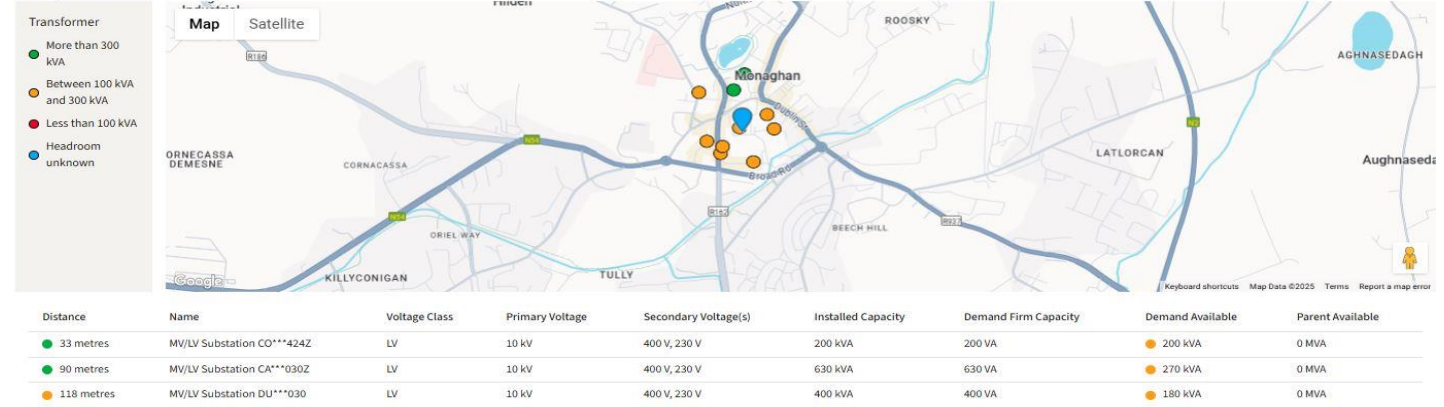 Transformer
More than 300
kVA
Between 100 kVA
and 300 kVA
Less than 100 kVA
Headroom
unknown
Map Satellite
Industrial
Hilden
ROOSKY
AGHNASEDAGH
R186
Monaghan
Dublin St
N54
N2
ORNECASSA
DEMESNE
CORNACASSA
LATLORCAN
Aughnaseda
Broad Rd
R162
N54
R937
ORIEL WAY
BEECH HILL
KILLYCONIGAN
TULLY
Google
Keyboard shortcuts Map Data ©2025 Terms Report a map error
Distance Name Voltage Class Primary Voltage Secondary Voltage(s) Installed Capacity Demand Firm Capacity Demand Available Parent Available
33 metres MV/LV Substation CO***424Z LV 10 kV 400 V, 230 V 200 kVA 200 VA 200 kVA 0 MVA
90 metres MV/LV Substation CA***030Z LV 10 kV 400 V, 230 V 630 kVA 630 VA 270 kVA 0 MVA
118 metres MV/LV Substation DU***030 LV 10 kV 400 V, 230 V 400 kVA 400 VA 180 kVA 0 MVA